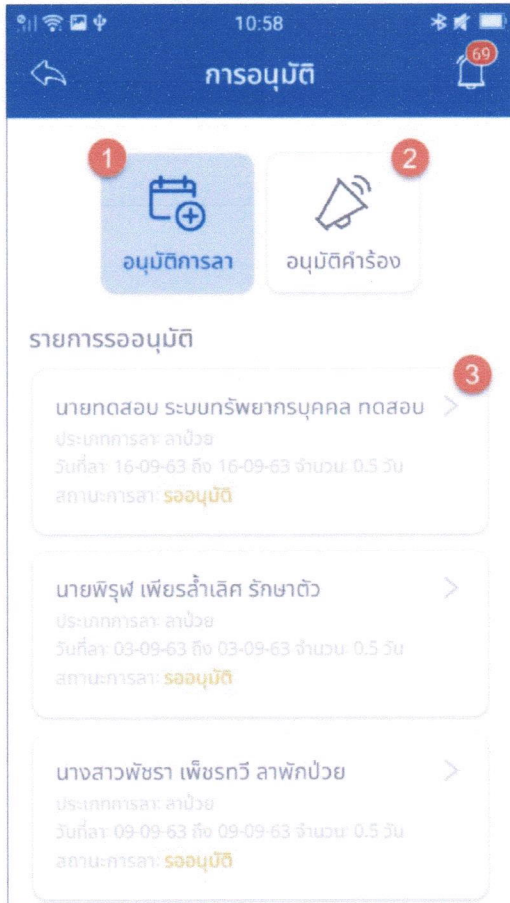 10:58
การอนุมัติ
69
1
2
อนุมัติการลา
อนุมัติคำร้อง
รายการรออนุมัติ
3
นายทดสอบ ระบบทรัพยากรบุคคล ทดสอบ
ประเภทการลา: ลาป่วย
วันที่ลา: 16-09-63 ถึง 16-09-63 จำนวน: 0.5 วัน
สถานะการลา: รออนุมัติ
นายพิรุฬ เพียรล้ำเลิศ รักษาตัว
ประเภทการลา: ลาป่วย
วันที่ลา: 03-09-63 ถึง 03-09-63 จำนวน: 0.5 วัน
สถานะการลา: รออนุมัติ
นางสาวพัชรา เพ็ชรทวี ลาพักป่วย
ประเภทการลา: ลาป่วย
วันที่ลา: 09-09-63 ถึง 09-09-63 จำนวน: 0.5 วัน
สถานะการลา: รออนุมัติ